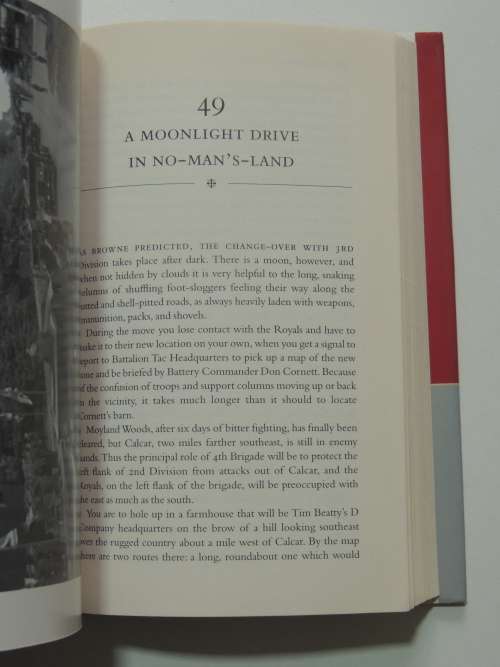 49
A MOONLIGHT DRIVE
IN NO-MAN'S-LAND
AS BROWNE PREDICTED, THE CHANGE-OVER WITH 3RD
Division takes place after dark. There is a moon, however, and
when not hidden by clouds it is very helpful to the long, snaking
columns of shuffling foot-sloggers feeling their way along the
rutted and shell-pitted roads, as always heavily laden with weapons,
ammunition, packs, and shovels.
During the move you lose contact with the Royals and have to
make it to their new location on your own, when you get a signal to
report to Battalion Tac Headquarters to pick up a map of the new
zone and be briefed by Battery Commander Don Cornett. Because
of the confusion of troops and support columns moving up or back
in the vicinity, it takes much longer than it should to locate
Cornett's barn.
Moyland Woods, after six days of bitter fighting, has finally been
cleared, but Calcar, two miles farther southeast, is still in enemy
hands. Thus the principal role of 4th Brigade will be to protect the
left flank of 2nd Division from attacks out of Calcar, and the
Royals, on the left flank of the brigade, will be preoccupied with
the east as much as the south.
You are to hole up in a farmhouse that will be Tim Beatty's D
Company headquarters on the brow of a hill looking southeast
over the rugged country about a mile west of Calcar. By the map
there are two routes there: a long, roundabout one which would